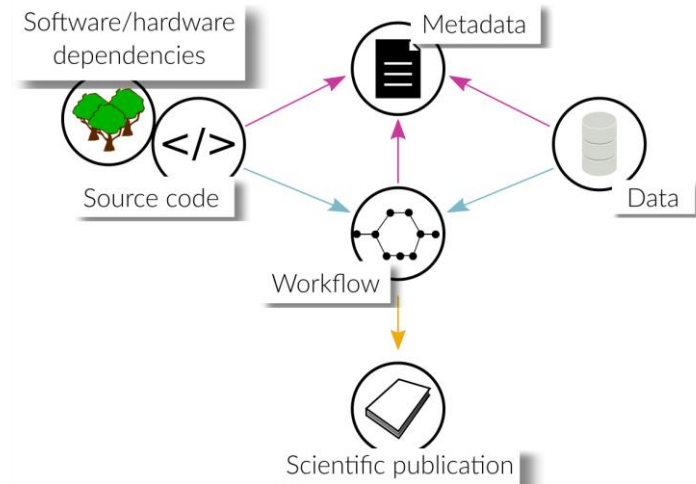 Software/hardware
dependencies
Metadata
</>
Source code
Data
Workflow
Scientific publication